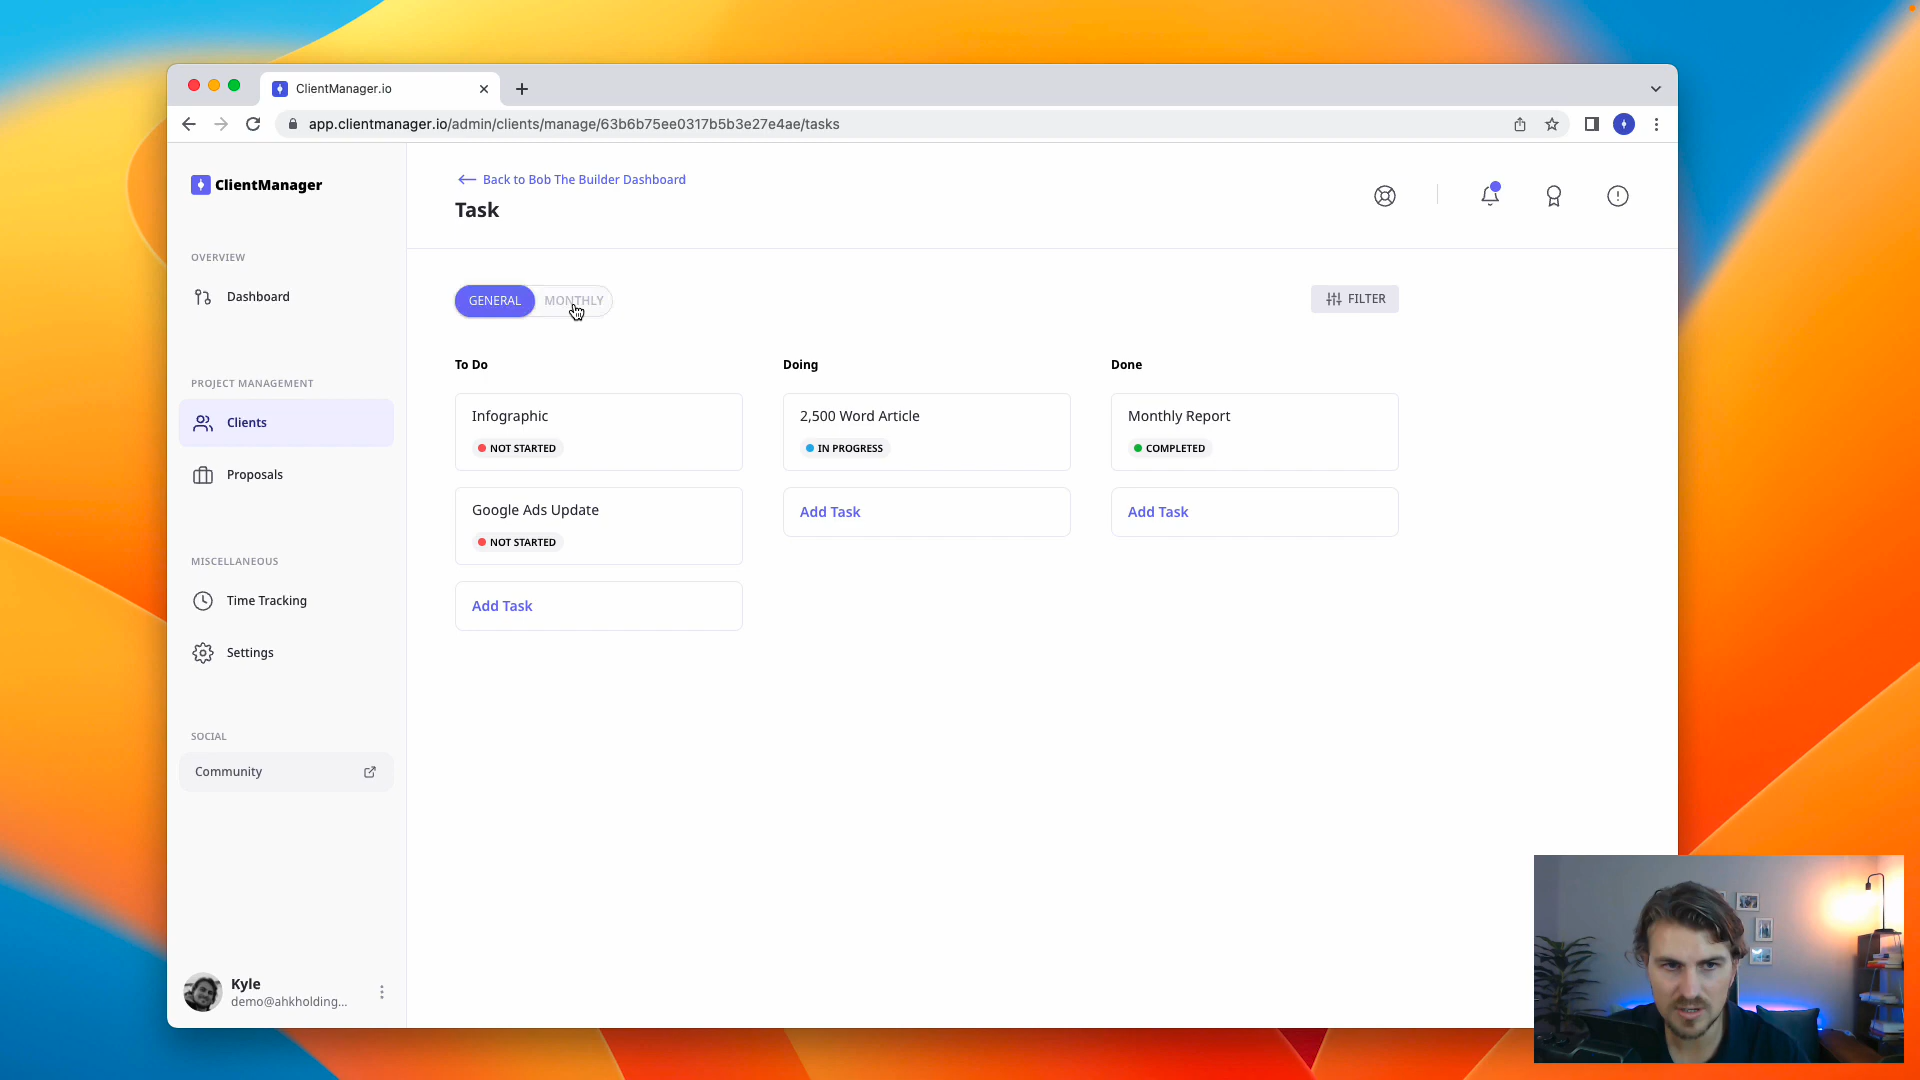 ClientManager.io
app.clientmanager.io/admin/clients/manage/63b6b75ee0317b5b3e27e4ae/tasks
ClientManager
OVERVIEW
Dashboard
PROJECT MANAGEMENT
Clients
Proposals
MISCELLANEOUS
Time Tracking
Settings
SOCIAL
Community
Kyle
demo@ahkholding...
Back to Bob The Builder Dashboard
Task
GENERAL
MONTHLY
FILTER
To Do
Infographic
NOT STARTED
Google Ads Update
NOT STARTED
Add Task
Doing
2,500 Word Article
IN PROGRESS
Add Task
Done
Monthly Report
COMPLETED
Add Task